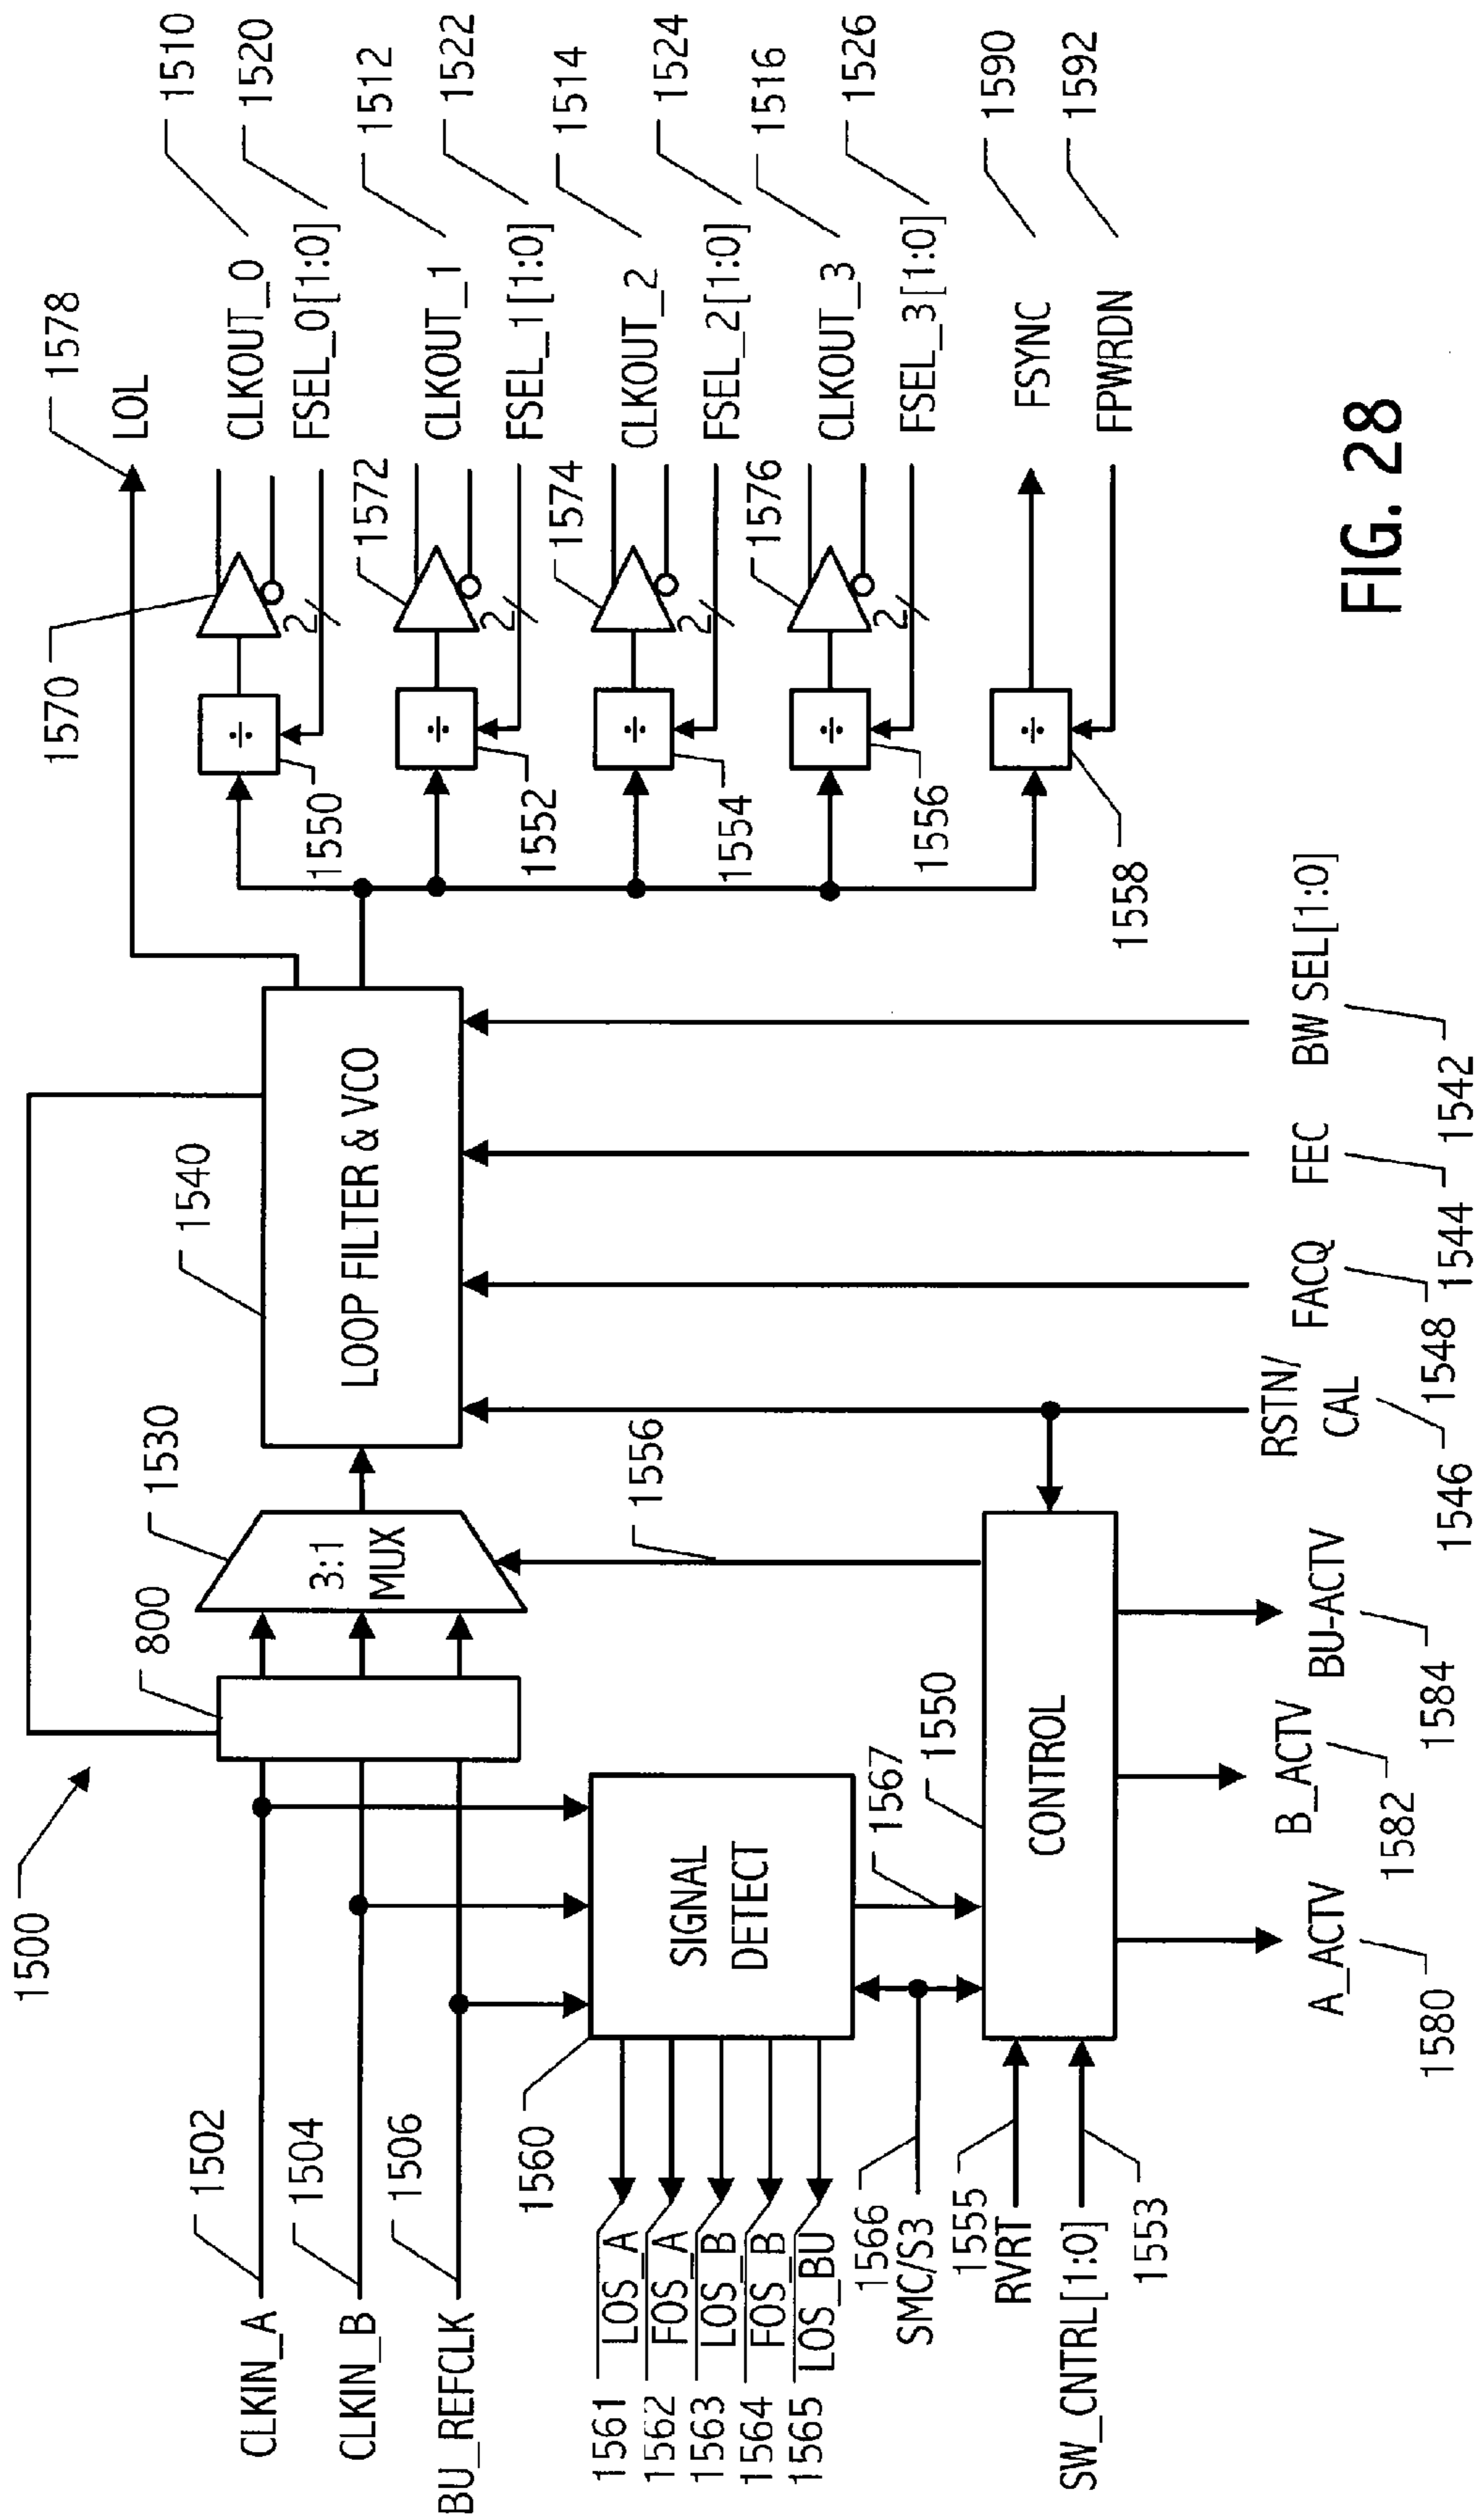 1500
1502
CLKIN_A
1504
CLKIN_B
1506
BU_REFCLK
800
1530
3:1
MUX
1540
LOOP FILTER & VCO
1578
LOL
1570
1550
2
CLKOUT_0
1510
FSEL_0[1:0]
1520
1572
1552
2
CLKOUT_1
1512
FSEL_1[1:0]
1522
1574
1554
2
CLKOUT_2
1514
FSEL_2[1:0]
1524
1576
1556
2
CLKOUT_3
1516
FSEL_3[1:0]
1526
1558
FSYNC
1590
FPWRDN
1592
1560
SIGNAL
DETECT
1561
LOS_A
1562
FOS_A
1563
LOS_B
1564
FOS_B
1565
LOS_BU
1566
SMC/S3
1567
1555
RVRT
SW_CNTRL[1:0]
1553
1550
CONTROL
1556
A_ACTV
1580
B_ACTV
1582
BU-ACTV
1584
RSTN/
CAL
1546
FACQ
1548
FEC
1544
BW SEL[1:0]
1542
FIG. 28